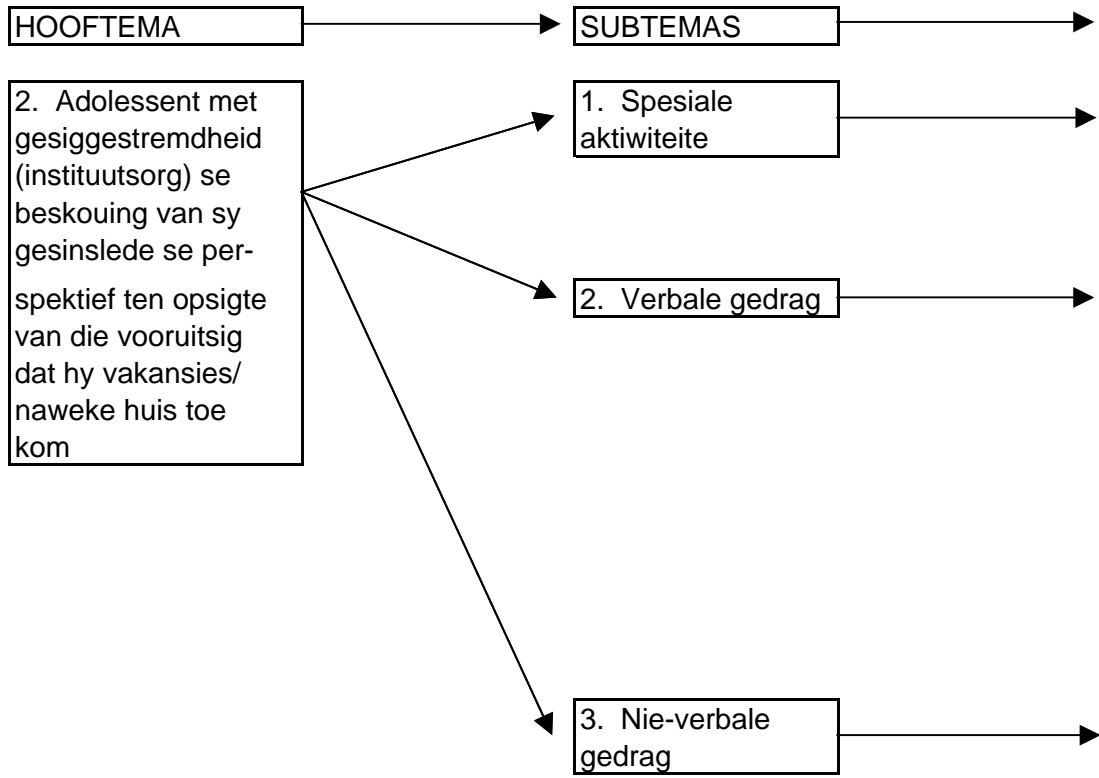 HOOFTEMA
SUBTEMAS
2. Adolessent met
gesiggestremdheid
(instituutsorg) se
beskouing van sy
gesinslede se per-
spektief ten opsigte
van die vooruitsig
dat hy vakansies/
naweke huis toe
kom
1. Spesiale
aktiwiteite
2. Verbale gedrag
3. Nie-verbale
gedrag